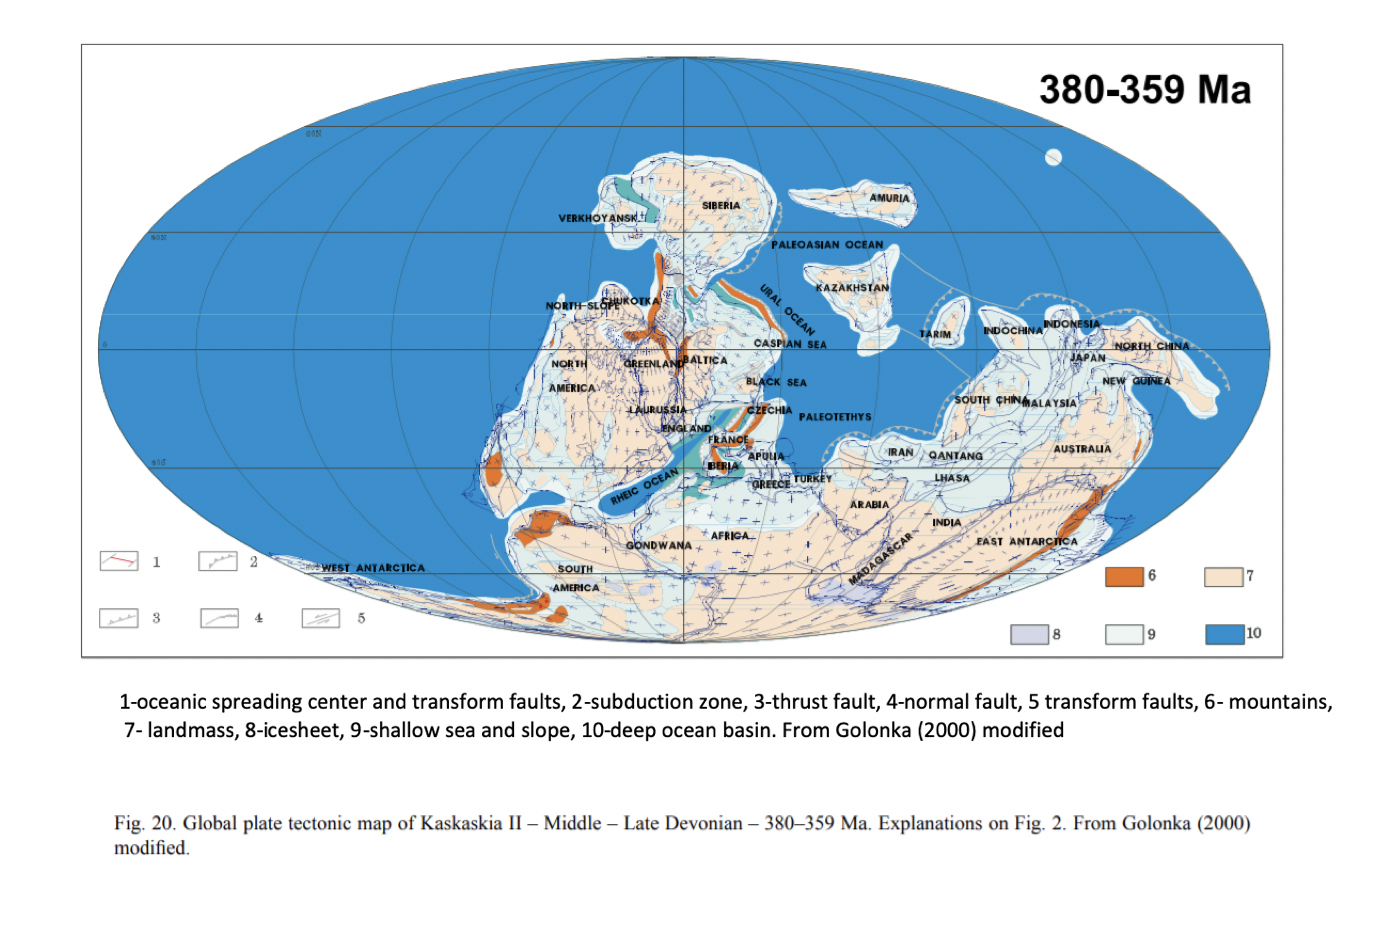 380-359 Ma
60N
SIBERIA
AMURIA
VERKHOYANSK
30N
PALEOASIAN OCEAN
KAZAKHSTAN
URAL OCEAN
CHUKOTKA
NORTH SLOPE
INDONESIA
INDOCHINA
TARIM
CASPIAN SEA
NORTH CHINA
0
JAPAN
BALTICA
GREENLAND
NORTH
AMERICA
BLACK SEA
NEW GUINEA
SOUTH CHINA
MALAYSIA
LAURUSSIA
CZECHIA
PALEOTETHYS
ENGLAND
FRANCE
AUSTRALIA
IRAN
QANTANG
APULIA
IBERIA
RHEIC OCEAN
GREECE
TURKEY
LHASA
ARABIA
INDIA
AFRICA
GONDWANA
EAST ANTARCTICA
MADAGASCAR
WEST ANTARCTICA
SOUTH
AMERICA
1
2
3
4
5
6
7
8
9
10
1-oceanic spreading center and transform faults, 2-subduction zone, 3-thrust fault, 4-normal fault, 5 transform faults, 6- mountains,
7- landmass, 8-icesheet, 9-shallow sea and slope, 10-deep ocean basin. From Golonka (2000) modified
Fig. 20. Global plate tectonic map of Kaskaskia II – Middle – Late Devonian – 380–359 Ma. Explanations on Fig. 2. From Golonka (2000)
modified.